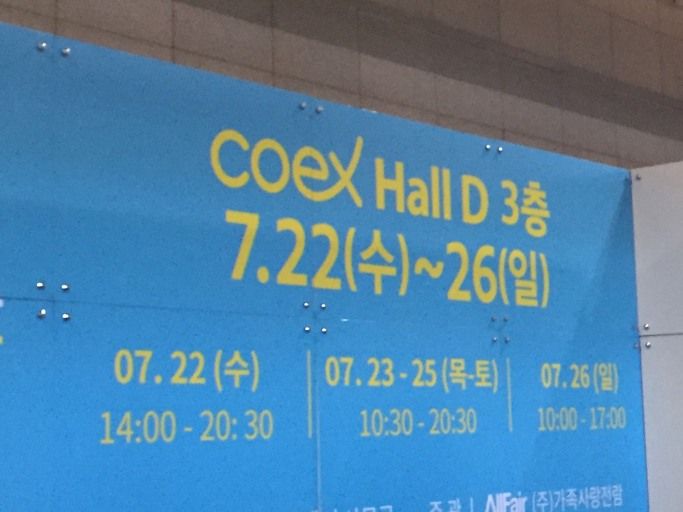 coex Hall D 3층
7.22(수)~26(일)
07. 22 (수)
14:00 - 20: 30
07. 23 - 25 (목-토)
10:30 - 20:30
07. 26 (일)
10:00 - 17:00
주 관 | AllFair (주)가족사랑전람